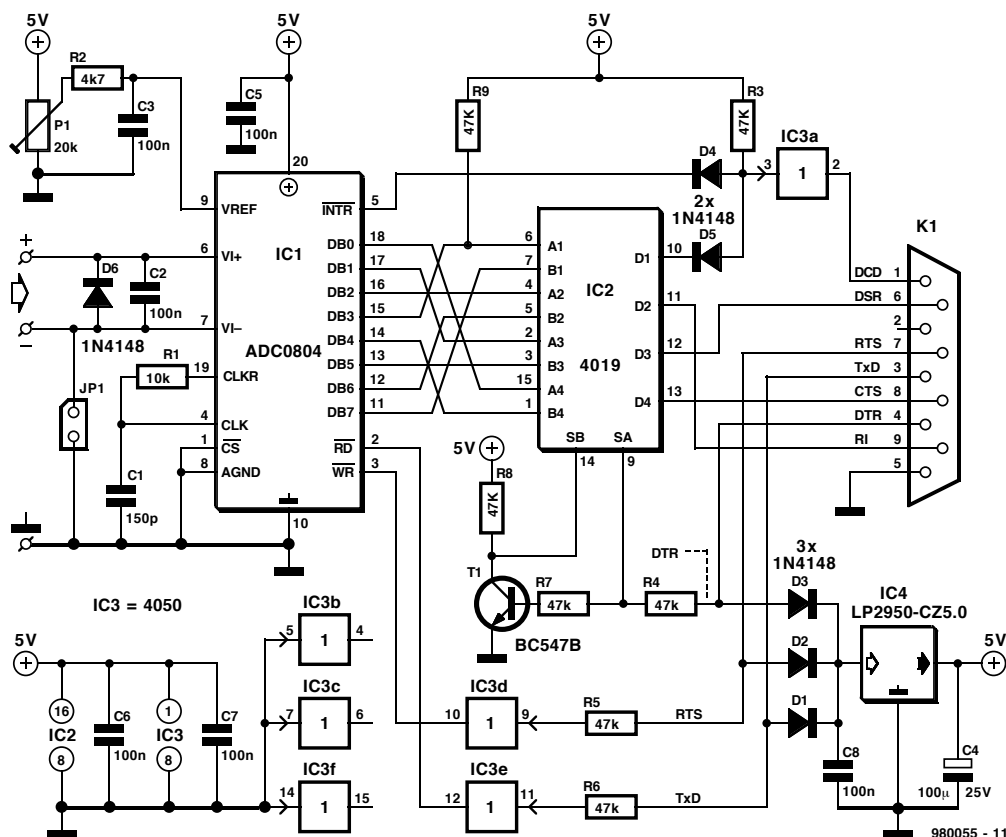 5V
5V
5V
R2
4k7
C3
100n
P1
20k
C5
100n
20
R9
47K
R3
47K
IC3a
D4
3
1
2
2x
1N4148
D5
K1
9
VREF
INTR
5
6
VI+
IC1
DB0
18
DB1
17
DB2
16
DB3
15
DB4
14
DB5
13
DB6
12
DB7
11
7
VI–
ADC0804
19
CLKR
4
CLK
1
CS
8
AGND
RD
2
WR
3
10
+
–
D6
C2
100n
1N4148
R1
10k
JP1
C1
150p
6
A1
7
B1
4
A2
5
B2
2
A3
3
B3
15
A4
1
B4
IC2
4019
D1
10
D2
11
D3
12
D4
13
SB
SA
14
9
DCD
1
DSR
6
2
RTS
7
TxD
3
CTS
8
DTR
4
RI
9
5
5V
R8
47K
T1
BC547B
R7
47k
R4
47k
DTR
3x
1N4148
D3
D2
D1
IC4
LP2950-CZ5.0
5V
C8
100n
C4
100µ
25V
IC3 = 4050
5V
16
IC2
8
C6
100n
1
IC3
8
C7
100n
IC3b
5
1
4
IC3c
7
1
6
IC3f
14
1
15
IC3d
10
1
9
R5
47k
RTS
IC3e
12
1
11
R6
47k
TxD
980055 - 11